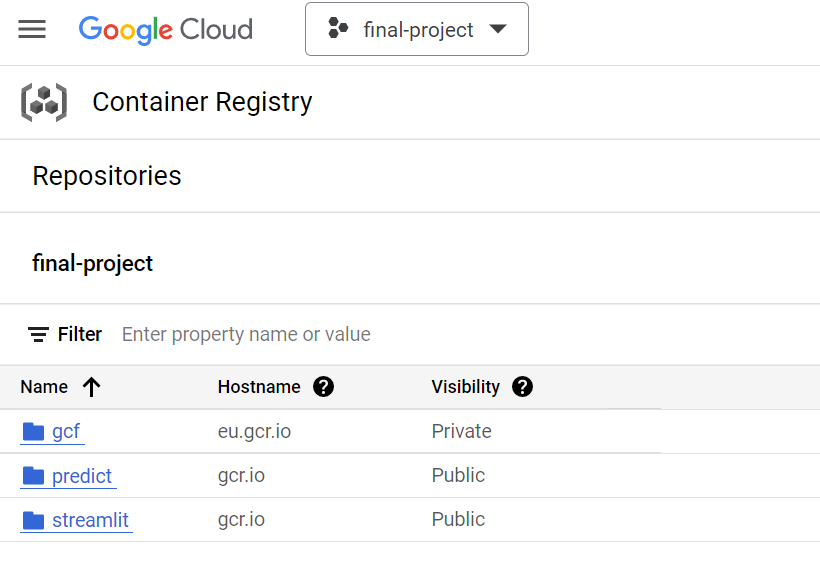 Google Cloud final-project
Container Registry
Repositories
final-project
Filter Enter property name or value
Name Hostname ? Visibility ?
gcf eu.gcr.io Private
predict gcr.io Public
streamlit gcr.io Public